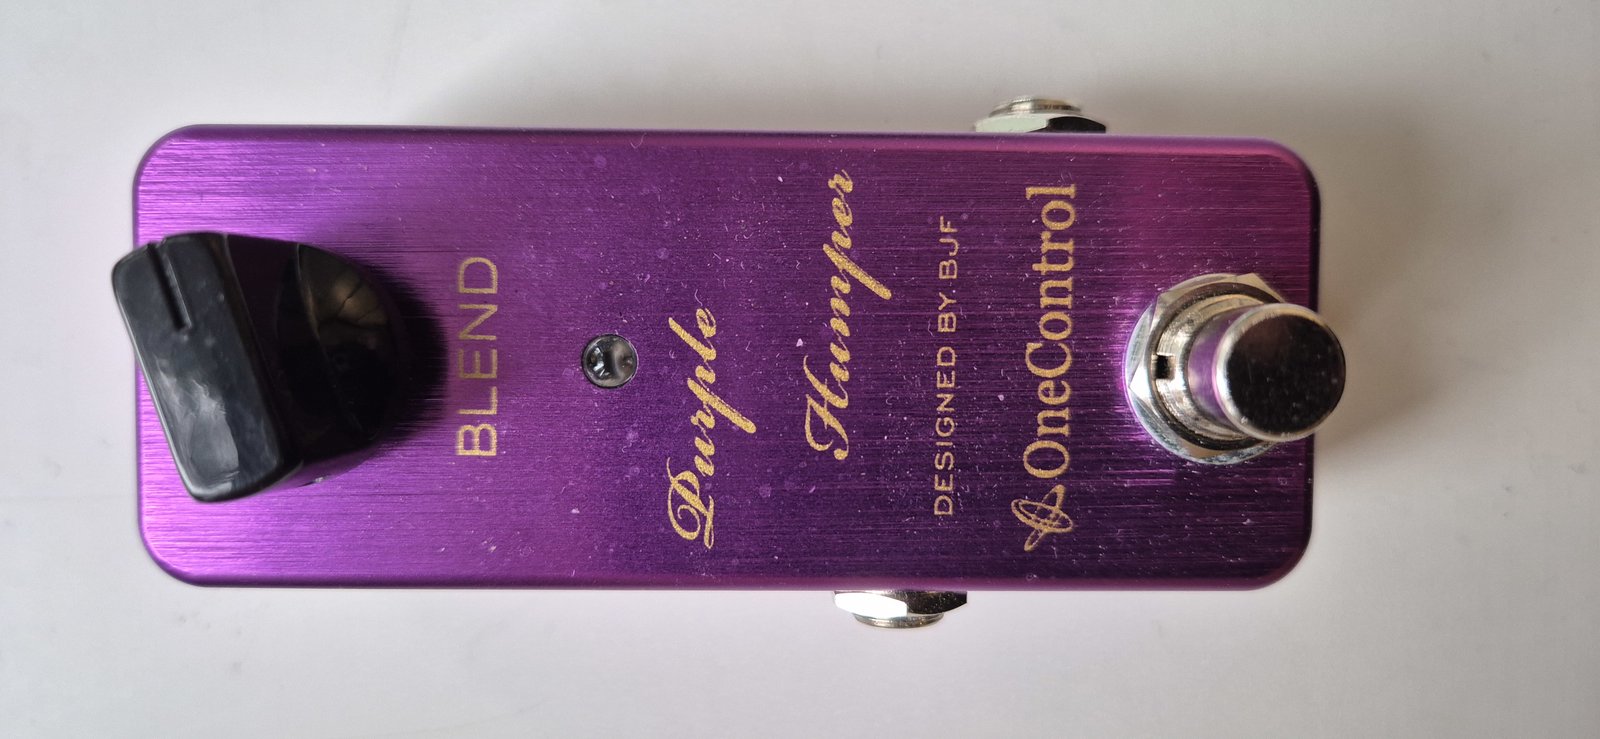 BLEND
Purple
Humper
DESIGNED BY BJF
OneControl